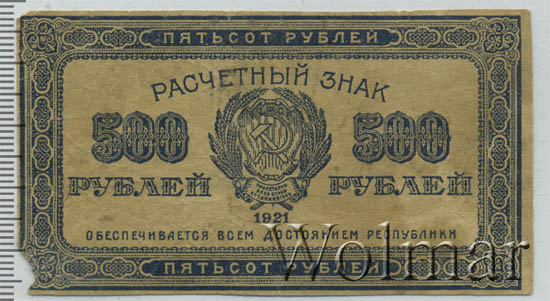 ПЯТЬСОТ РУБЛЕЙ
РАСЧЕТНЫЙ ЗНАК
500 500
РУБЛЕЙ РУБЛЕЙ
1921
ОБЕСПЕЧИВАЕТСЯ ВСЕМ ДОСТОЯНИЕМ РЕСПУБЛИКИ
ПЯТЬСОТ РУБЛЕЙ
Wolmar